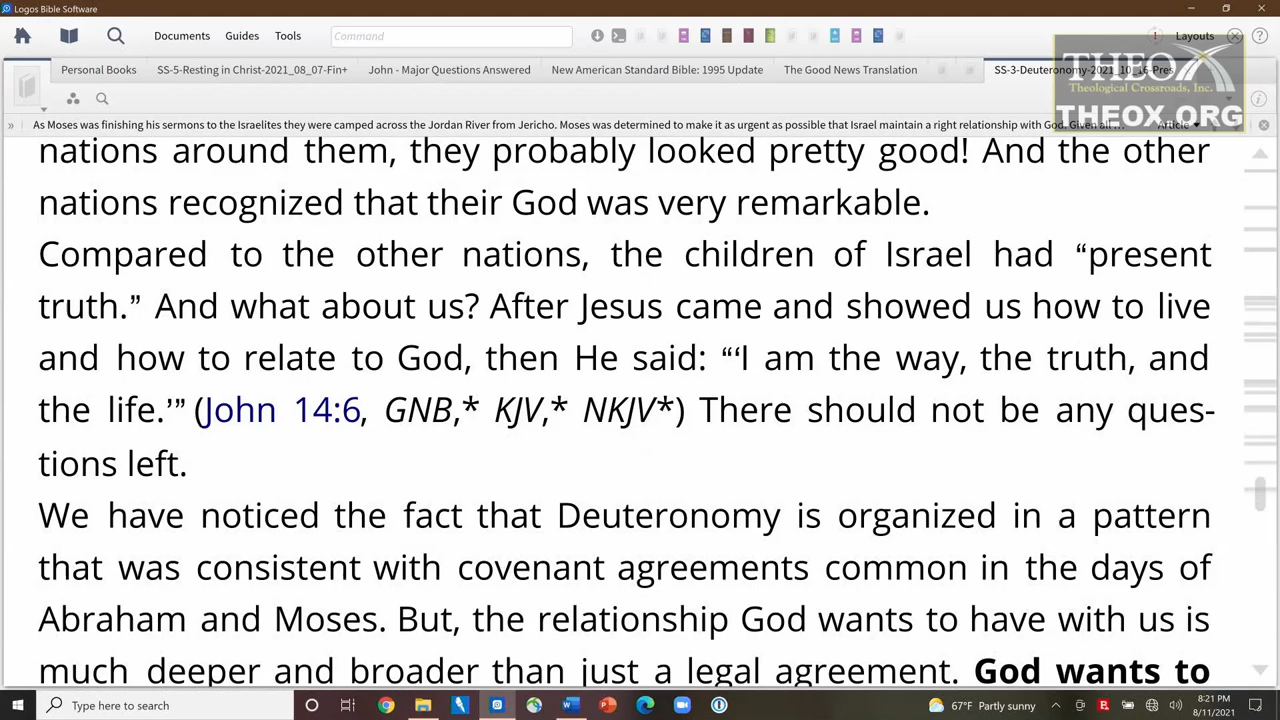 Logos Bible Software
Documents Guides Tools Command Layouts
Personal Books SS-5-Resting in Christ-2021_08_07-Fin+ New American Standard Bible: 1995 Update The Good News Translation SS-3-Deuteronomy-2021_10_16-Pres
THEOX
Theological Crossroads, Inc.
THEOX.ORG
As Moses was finishing his sermons to the Israelites they were camped across the Jordan River from Jericho. Moses was determined to make it as urgent as possible that Israel maintain a right relationship with God. Given all ... Article
nations around them, they probably looked pretty good! And the other
nations recognized that their God was very remarkable.
Compared to the other nations, the children of Israel had “present
truth.” And what about us? After Jesus came and showed us how to live
and how to relate to God, then He said: “‘I am the way, the truth, and
the life.’” (John 14:6, GNB,* KJV,* NKJV*) There should not be any ques-
tions left.
We have noticed the fact that Deuteronomy is organized in a pattern
that was consistent with covenant agreements common in the days of
Abraham and Moses. But, the relationship God wants to have with us is
much deeper and broader than just a legal agreement. God wants to
Type here to search 67°F Partly sunny 8:21 PM
8/11/2021